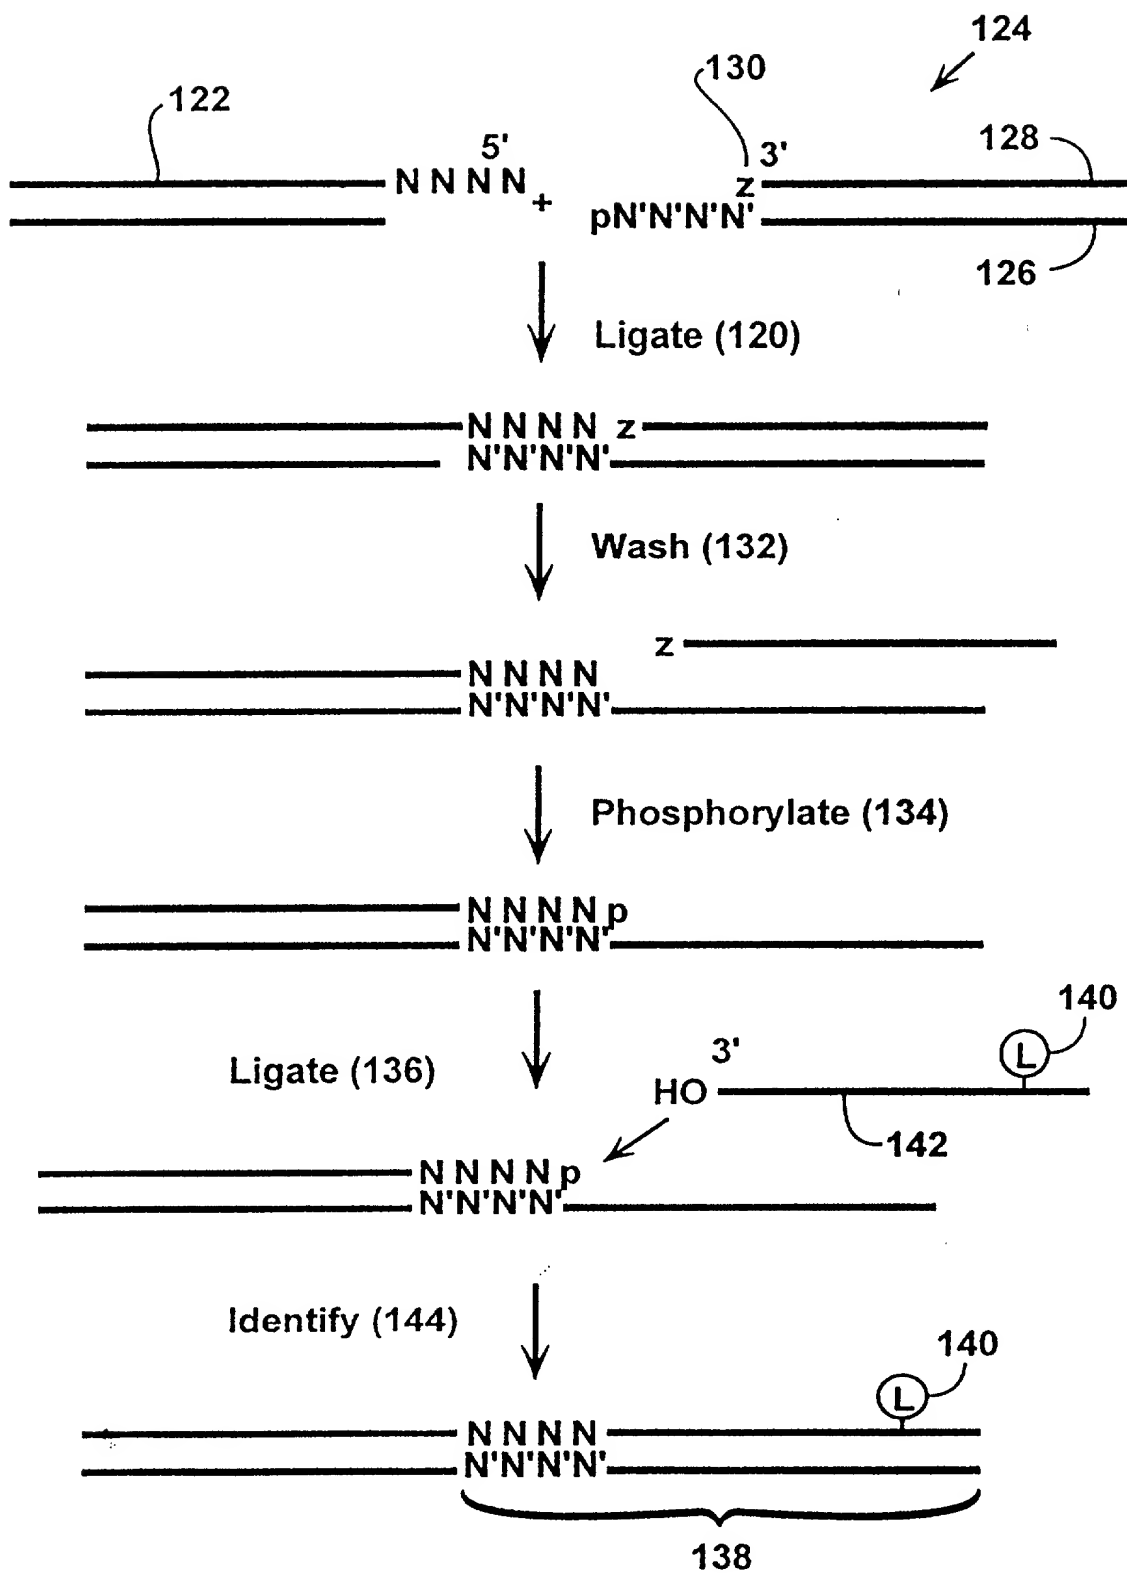 124
130
122
5'
3'
128
N N N N
+
z
pN'N'N'N'
126
Ligate (120)
N N N N z
N'N'N'N'
Wash (132)
z
N N N N
N'N'N'N'
Phosphorylate (134)
N N N N p
N'N'N'N'
140
3'
L
Ligate (136)
HO
142
N N N N p
N'N'N'N'
Identify (144)
140
L
N N N N
N'N'N'N'
138